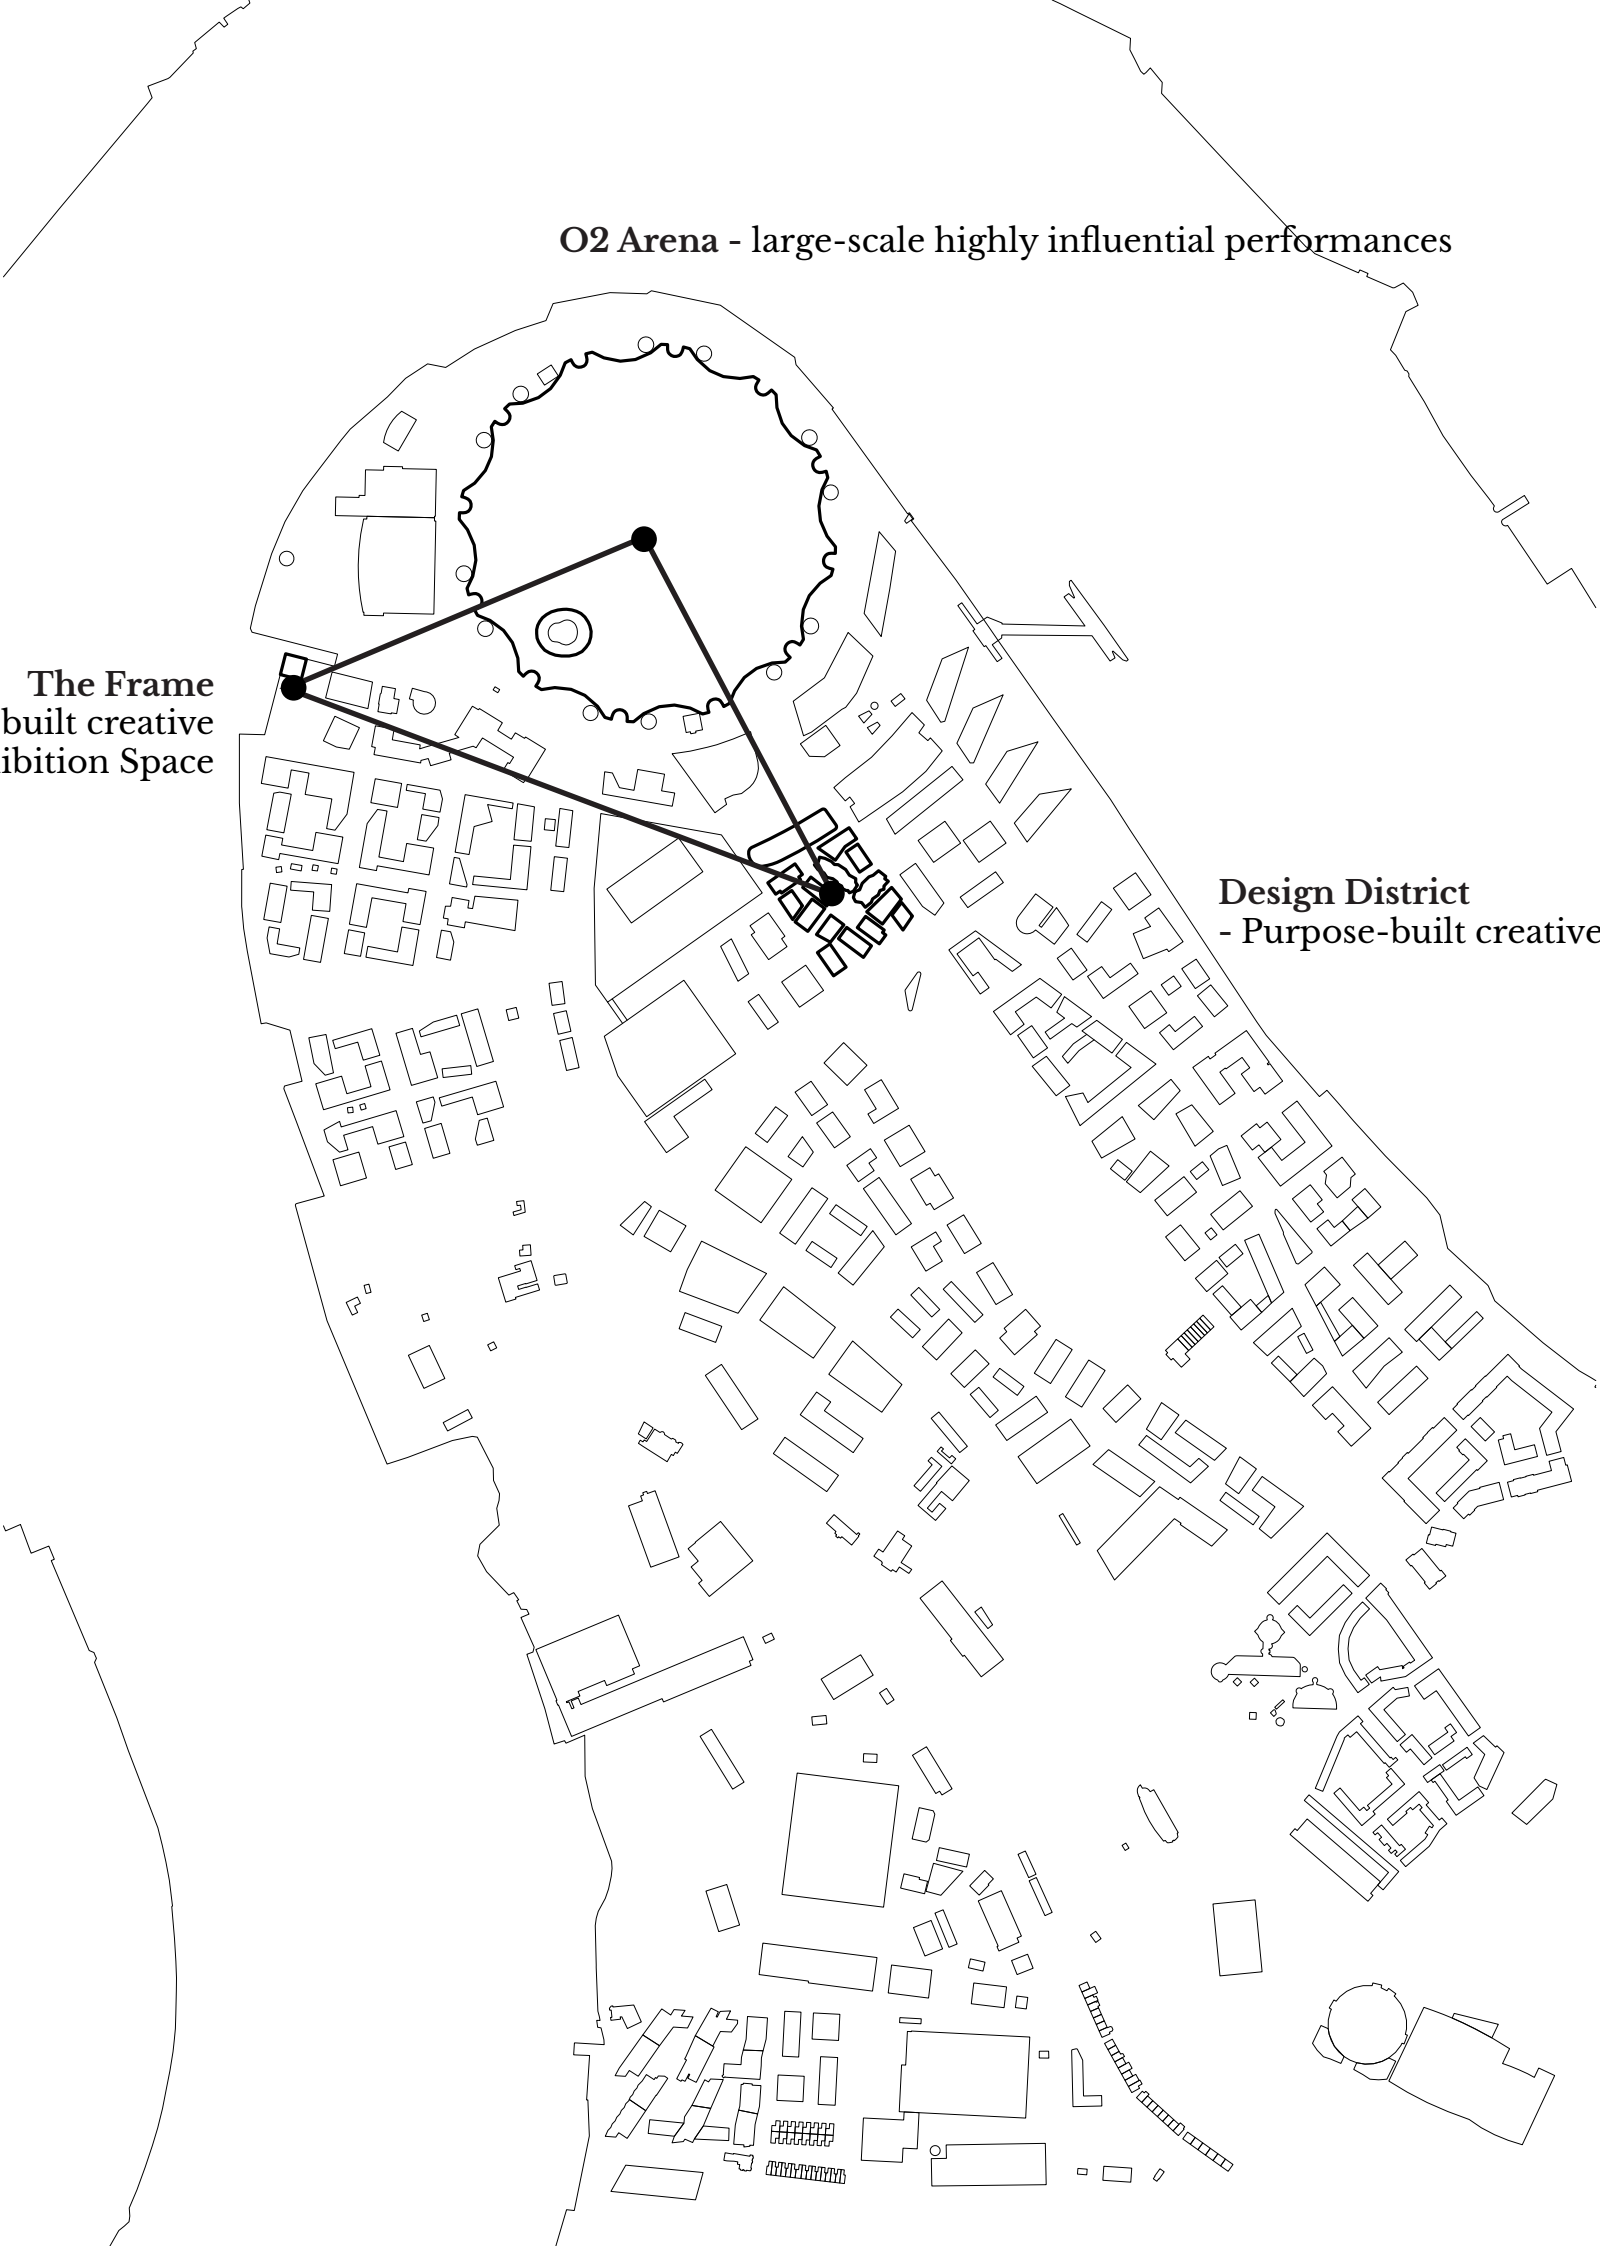 O2 Arena - large-scale highly influential performances
The Frame
built creative
ibition Space
Design District
- Purpose-built creative